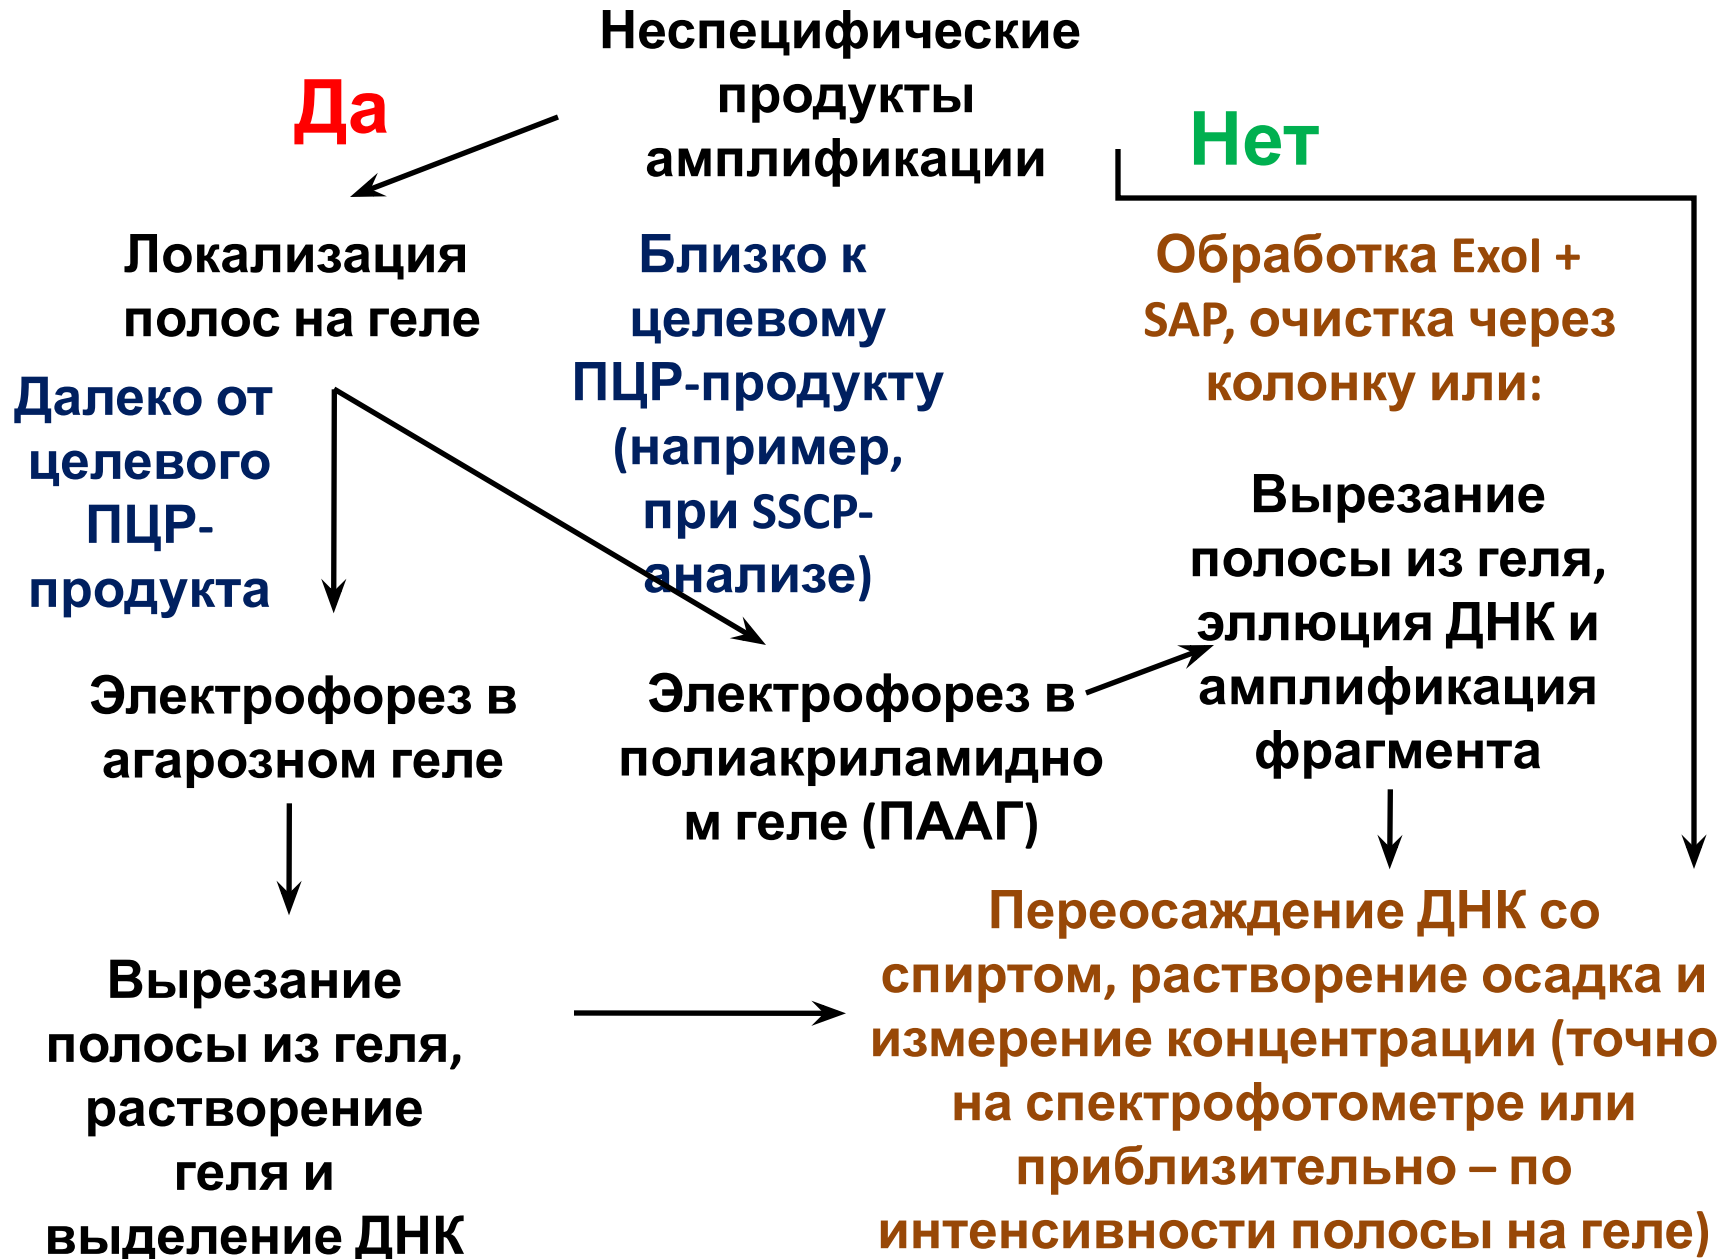 Неспецифические
продукты
амплификации
Да
Нет
Локализация
полос на геле
Близко к
целевому
ПЦР-продукту
(например,
при SSCP-
анализе)
Обработка ExoI +
SAP, очистка через
колонку или:
Далеко от
целевого
ПЦР-
продукта
Вырезание
полосы из геля,
эллюция ДНК и
амплификация
фрагмента
Электрофорез в
агарозном геле
Электрофорез в
полиакриламидно
м геле (ПААГ)
Вырезание
полосы из геля,
растворение
геля и
выделение ДНК
Переосаждение ДНК со
спиртом, растворение осадка и
измерение концентрации (точно
на спектрофотометре или
приблизительно – по
интенсивности полосы на геле)